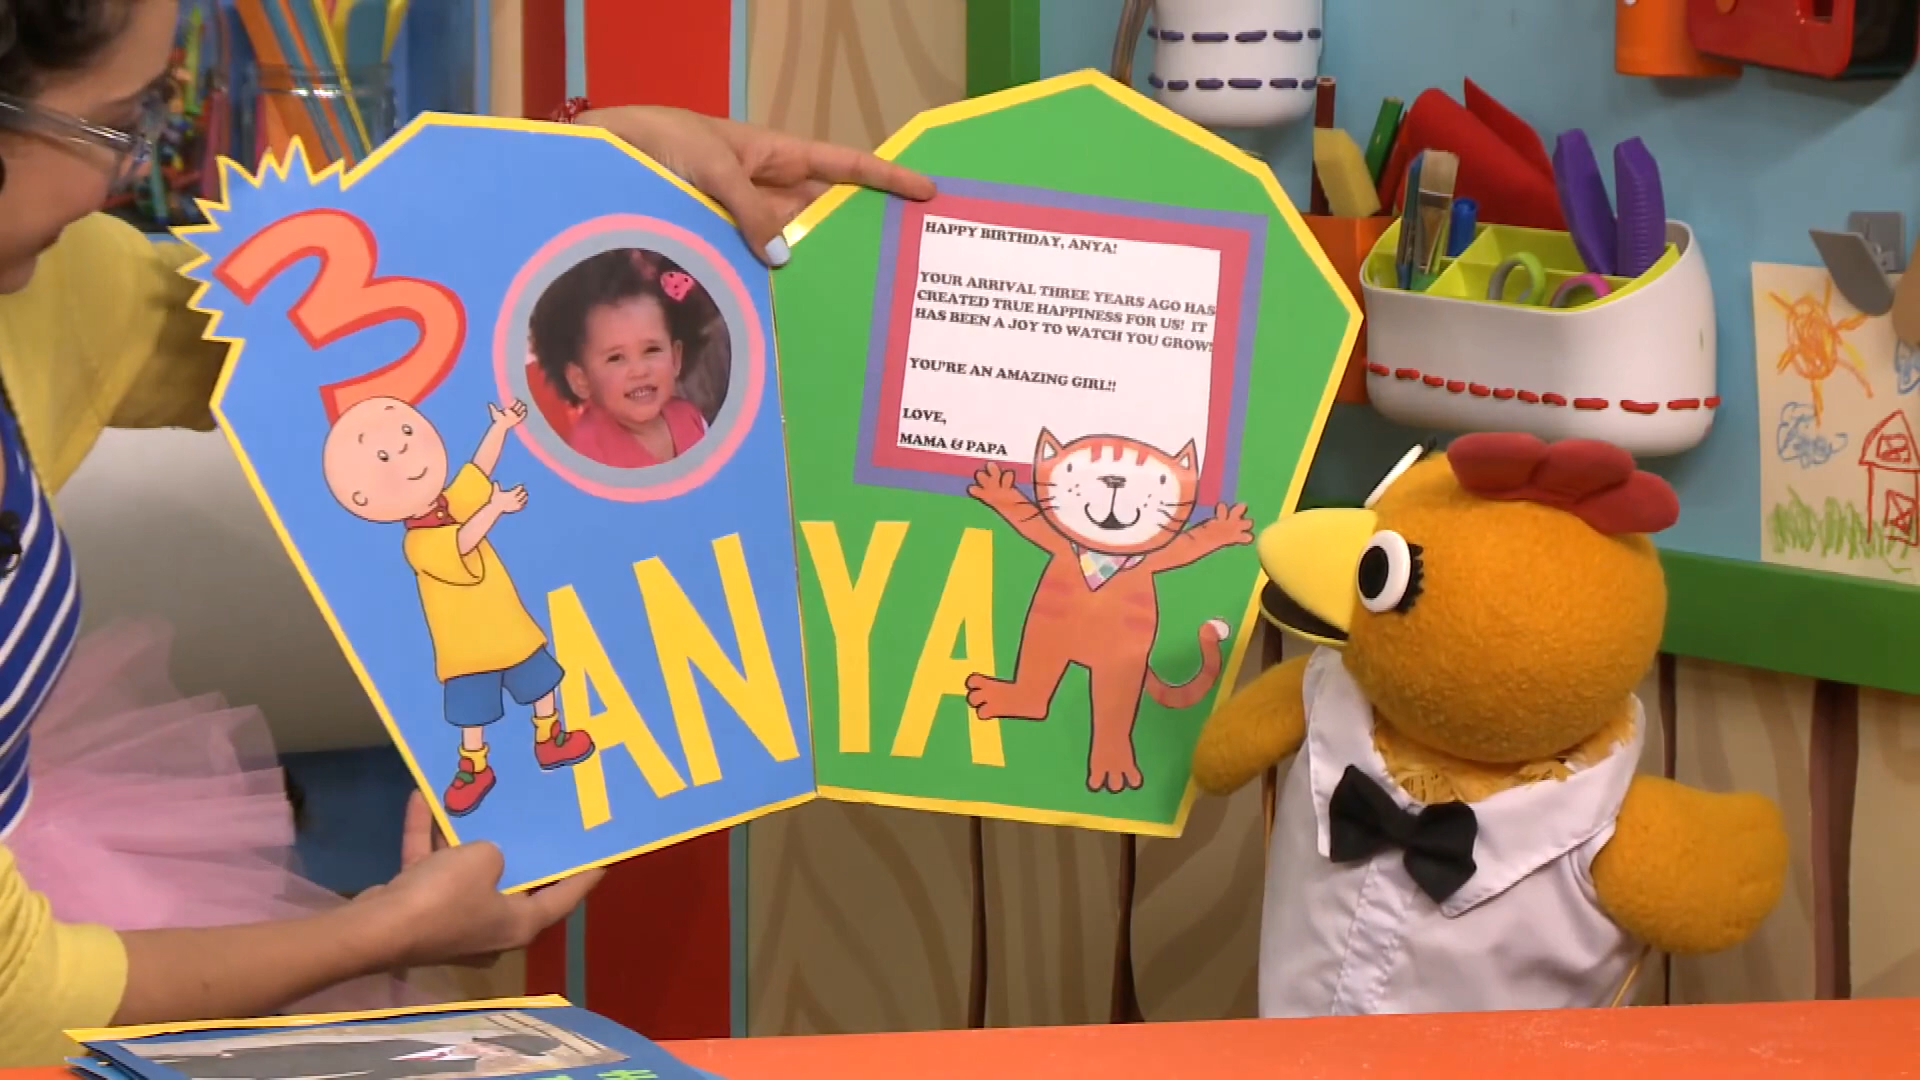 3
ANYA
HAPPY BIRTHDAY, ANYA!
YOUR ARRIVAL THREE YEARS AGO HAS
CREATED TRUE HAPPINESS FOR US! IT
HAS BEEN A JOY TO WATCH YOU GROW!
YOU'RE AN AMAZING GIRL!!
LOVE,
MAMA & PAPA